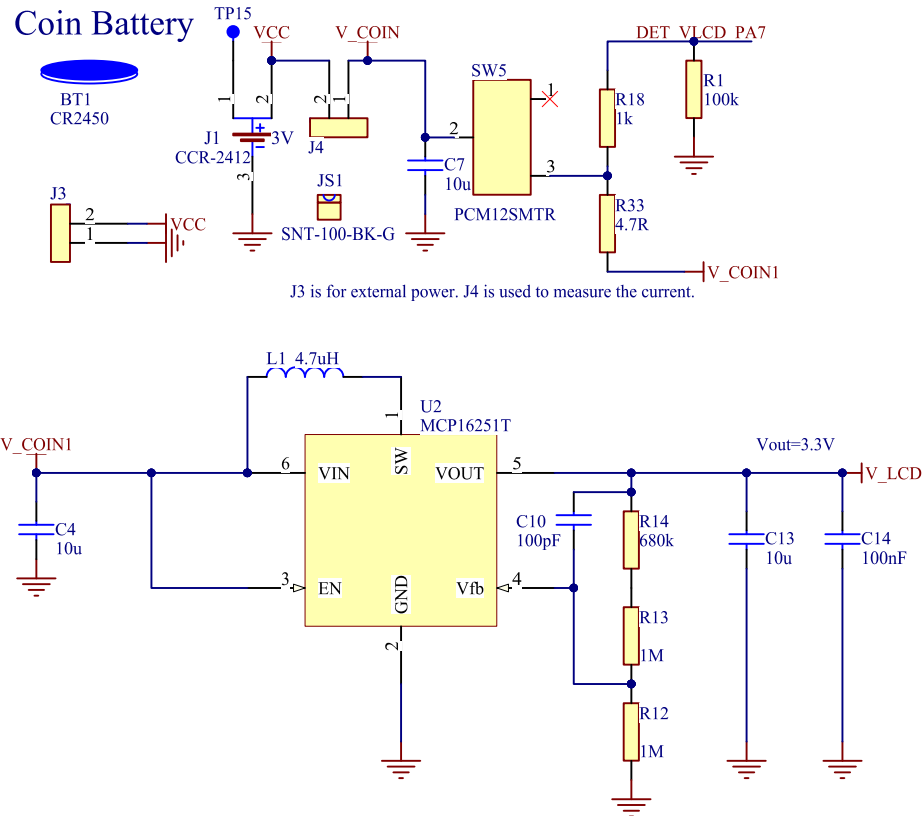 Coin Battery
TP15
VCC
V_COIN
DET_VLCD_PA7
BT1
CR2450
1
2
2
1
SW5
1
R18
1k
R1
100k
J1
CCR-2412
3V
J4
2
3
C7
10u
3
JS1
SNT-100-BK-G
PCM12SMTR
R33
4.7R
J3
2
1
VCC
V_COIN1
J3 is for external power. J4 is used to measure the current.
L1 4.7uH
1
U2
MCP16251T
V_COIN1
6
VIN
SW
VOUT
5
Vout=3.3V
V_LCD
C4
10u
C10
100pF
R14
680k
C13
10u
C14
100nF
3
EN
GND
Vfb
4
R13
1M
2
R12
1M